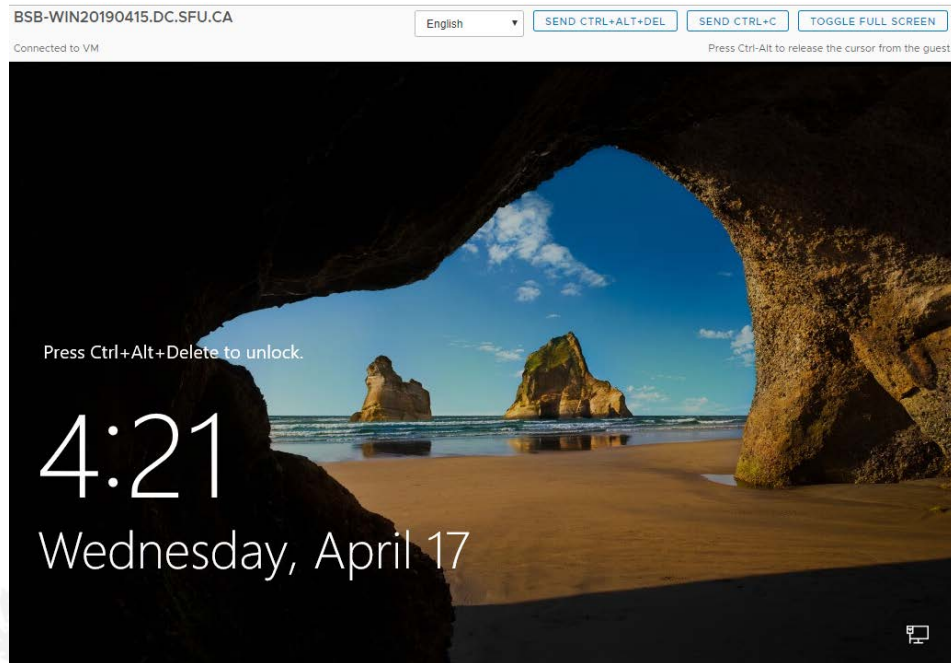 BSB-WIN20190415.DC.SFU.CA
English
SEND CTRL+ALT+DEL
SEND CTRL+C
TOGGLE FULL SCREEN
Connected to VM
Press Ctrl-Alt to release the cursor from the guest
Press Ctrl+Alt+Delete to unlock.
4:21
Wednesday, April 17